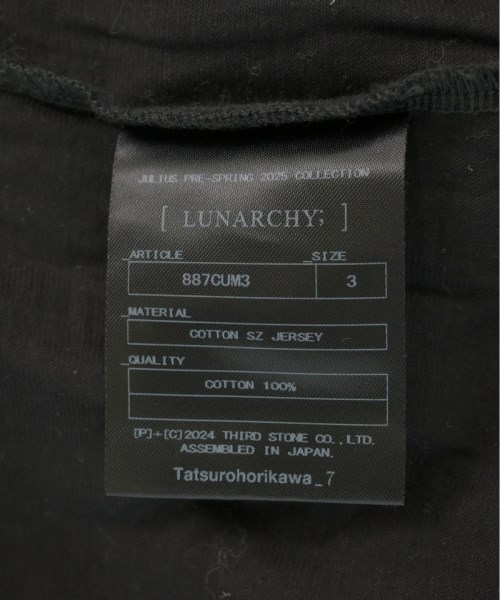 JULIUS PRE-SPRING 2025 COLLECTION
[ LUNARCHY; ]
_ARTICLE _SIZE
887CUM3 3
_MATERIAL
COTTON SZ JERSEY
_QUALITY
COTTON 100%
[P]+[C]2024 THIRD STONE CO.,LTD.
ASSEMBLED IN JAPAN.
Tatsurohorikawa_7